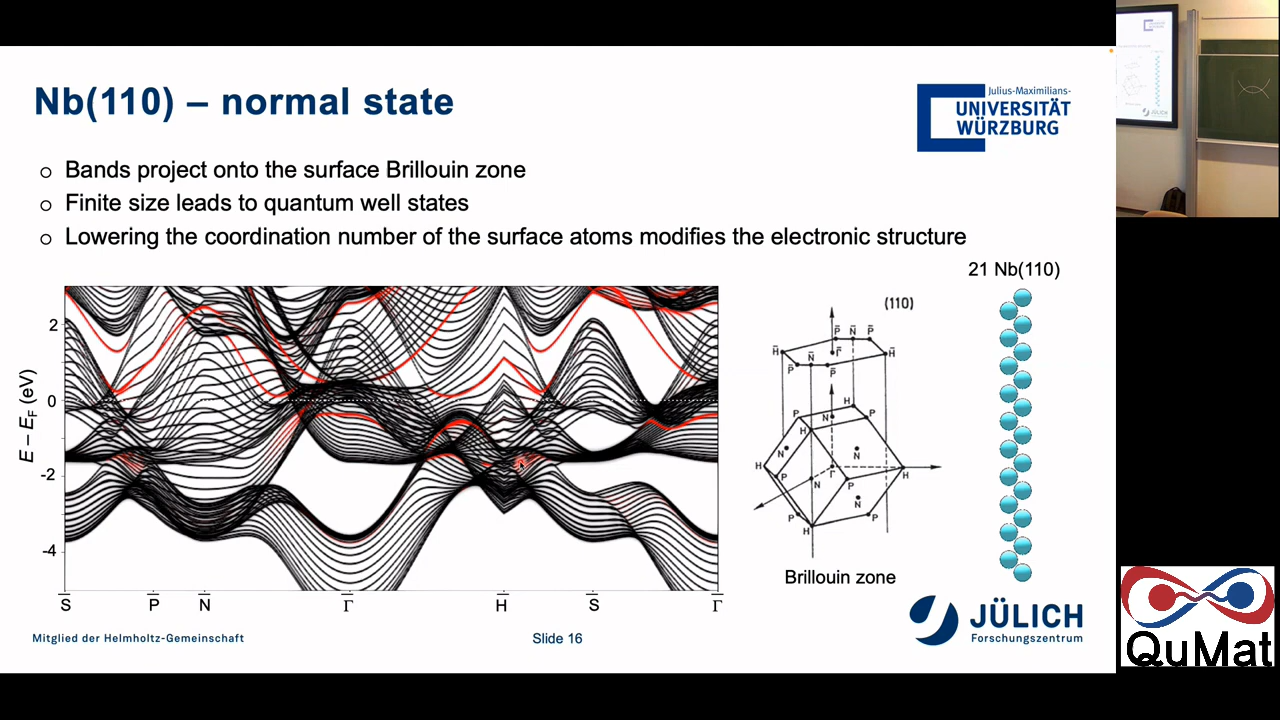 Nb(110) – normal state
Julius-Maximilians-
UNIVERSITÄT
WÜRZBURG
o Bands project onto the surface Brillouin zone
o Finite size leads to quantum well states
o Lowering the coordination number of the surface atoms modifies the electronic structure
21 Nb(110)
E – E_F (eV)
2
0
-2
-4
S̅ P̅ N̅ Γ̅ H̅ S̅ Γ̅
(110)
P̅ N̅ P̅
H̅ Γ̅ H̅
N̅
P̅ P̅
H
P N P
H
N N
H Γ H
P N P
N
P P
H
Brillouin zone
JÜLICH
Forschungszentrum
Mitglied der Helmholtz-Gemeinschaft
Slide 16
QuMat